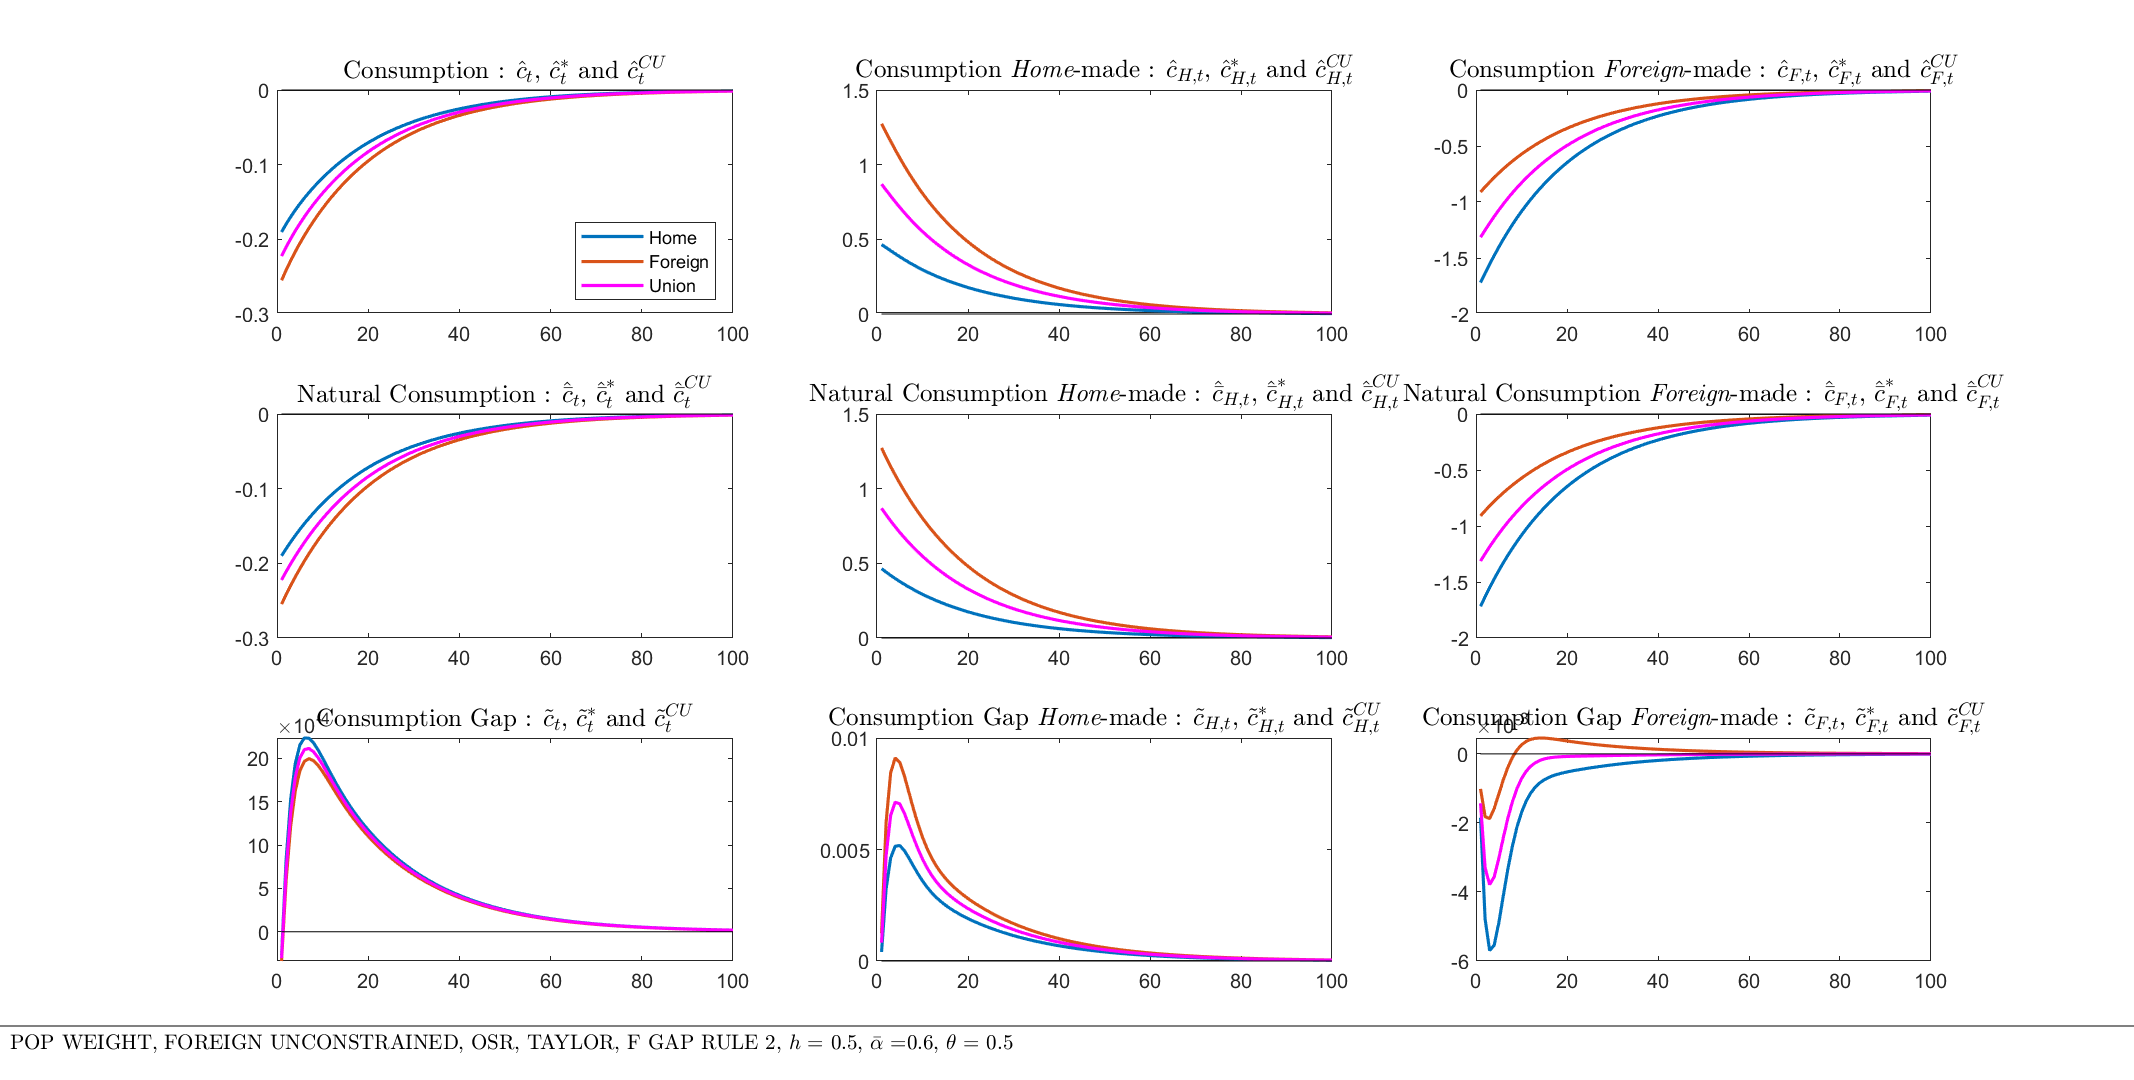 Consumption : ĉ_t, ĉ*_t and ĉ^CU_t
Consumption Home-made : ĉ_H,t, ĉ*_H,t and ĉ^CU_H,t
Consumption Foreign-made : ĉ_F,t, ĉ*_F,t and ĉ^CU_F,t
0
-0.1
-0.2
-0.3
0 20 40 60 80 100
Home
Foreign
Union
1.5
1
0.5
0
0 20 40 60 80 100
0
-0.5
-1
-1.5
-2
0 20 40 60 80 100
Natural Consumption : ĉ̄_t, ĉ̄*_t and ĉ̄^CU_t
Natural Consumption Home-made : ĉ̄_H,t, ĉ̄*_H,t and ĉ̄^CU_H,t
Natural Consumption Foreign-made : ĉ̄_F,t, ĉ̄*_F,t and ĉ̄^CU_F,t
0
-0.1
-0.2
-0.3
0 20 40 60 80 100
1.5
1
0.5
0
0 20 40 60 80 100
0
-0.5
-1
-1.5
-2
0 20 40 60 80 100
Consumption Gap : c̃_t, c̃*_t and c̃^CU_t
Consumption Gap Home-made : c̃_H,t, c̃*_H,t and c̃^CU_H,t
Consumption Gap Foreign-made : c̃_F,t, c̃*_F,t and c̃^CU_F,t
×10
20
15
10
5
0
0 20 40 60 80 100
0.01
0.005
0
0 20 40 60 80 100
×10
0
-2
-4
-6
0 20 40 60 80 100
POP WEIGHT, FOREIGN UNCONSTRAINED, OSR, TAYLOR, F GAP RULE 2, h = 0.5, ᾱ =0.6, θ = 0.5